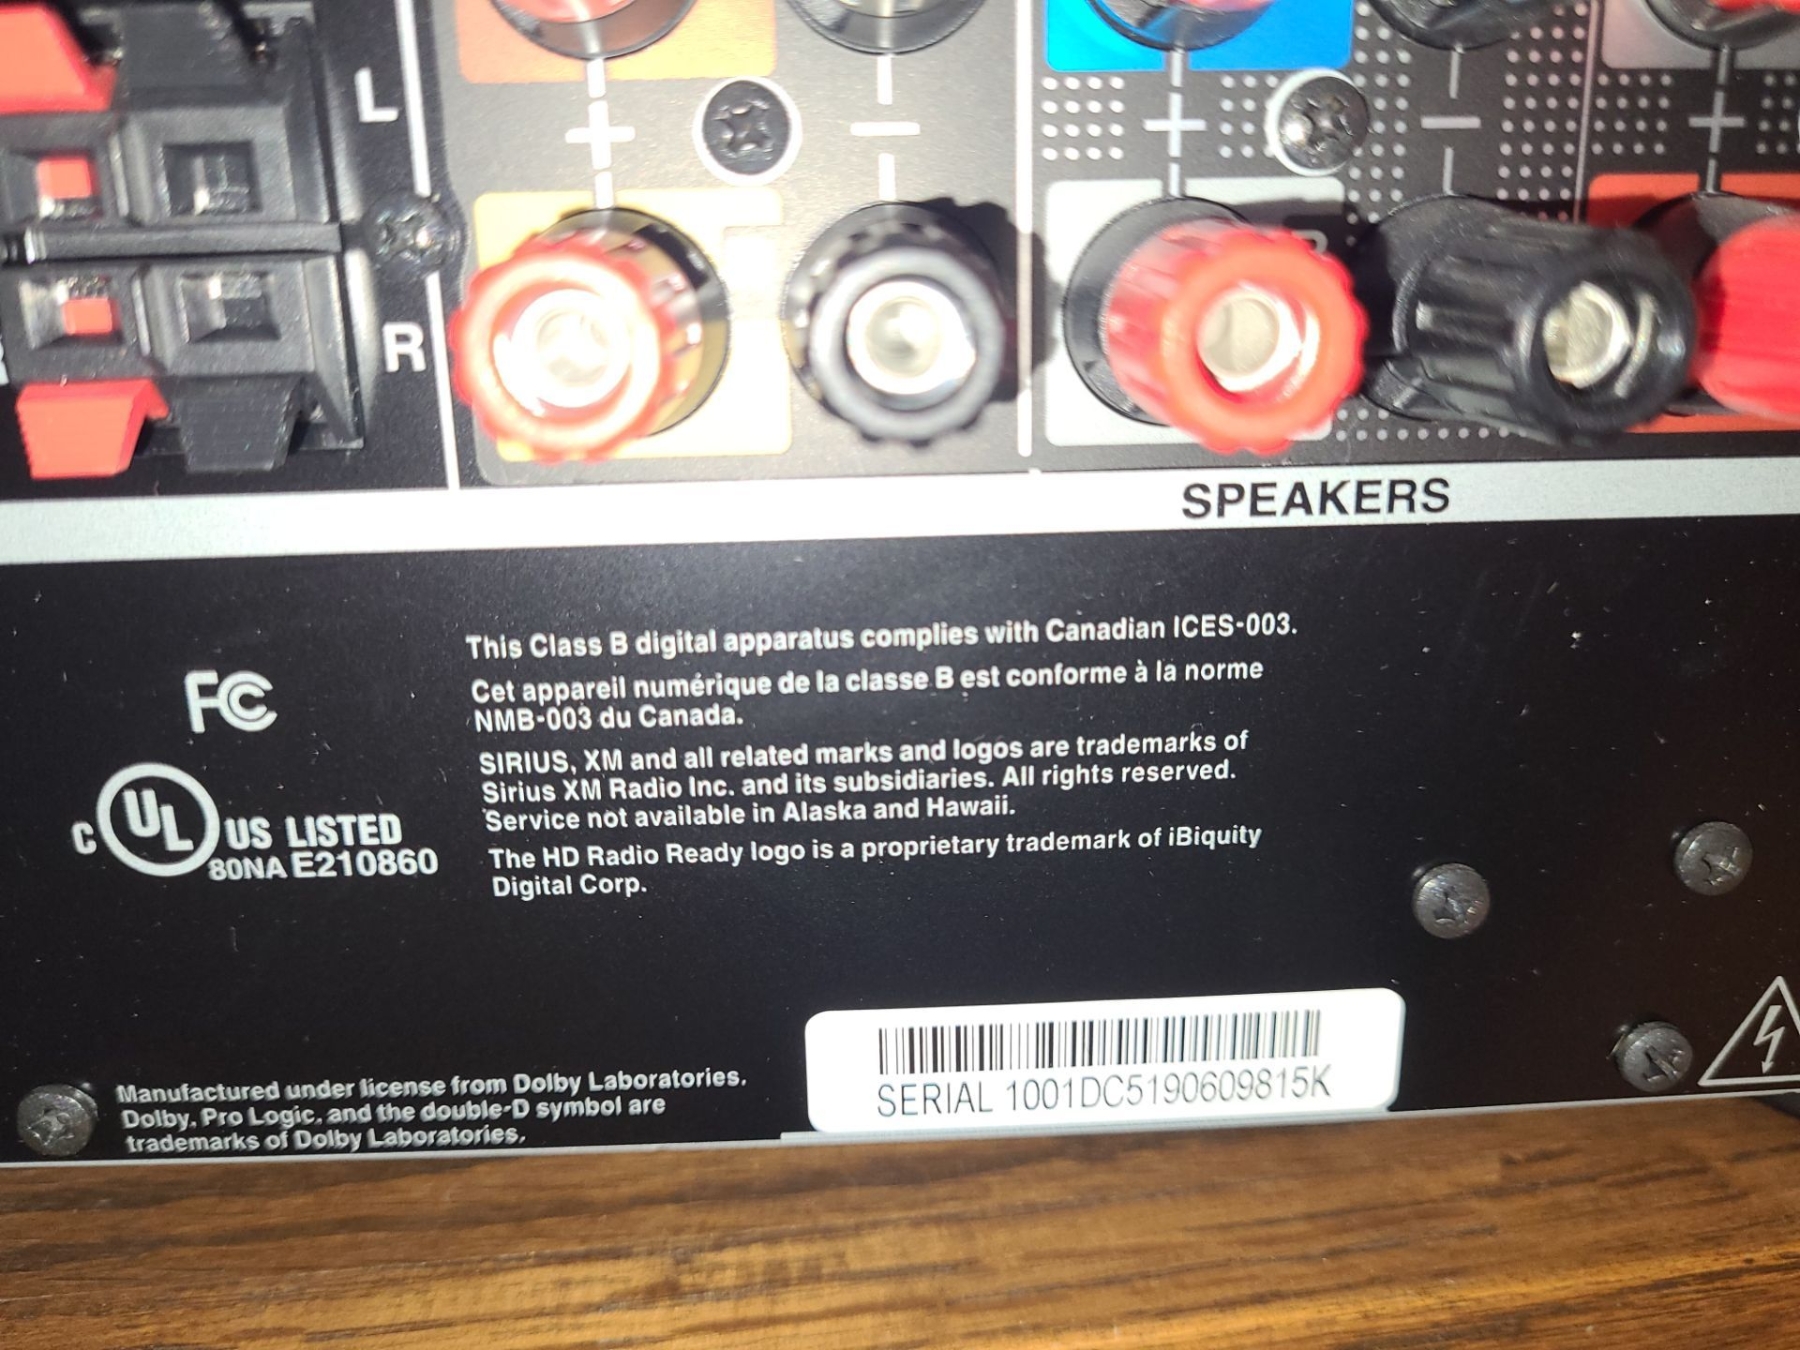 L
+ − + − +
R
SPEAKERS
FC
This Class B digital apparatus complies with Canadian ICES-003.
Cet appareil numérique de la classe B est conforme à la norme
NMB-003 du Canada.
SIRIUS, XM and all related marks and logos are trademarks of
Sirius XM Radio Inc. and its subsidiaries. All rights reserved.
Service not available in Alaska and Hawaii.
The HD Radio Ready logo is a proprietary trademark of iBiquity
Digital Corp.
C UL US LISTED
80NA E210860
Manufactured under license from Dolby Laboratories.
Dolby, Pro Logic, and the double-D symbol are
trademarks of Dolby Laboratories.
SERIAL 1001DC5190609815K